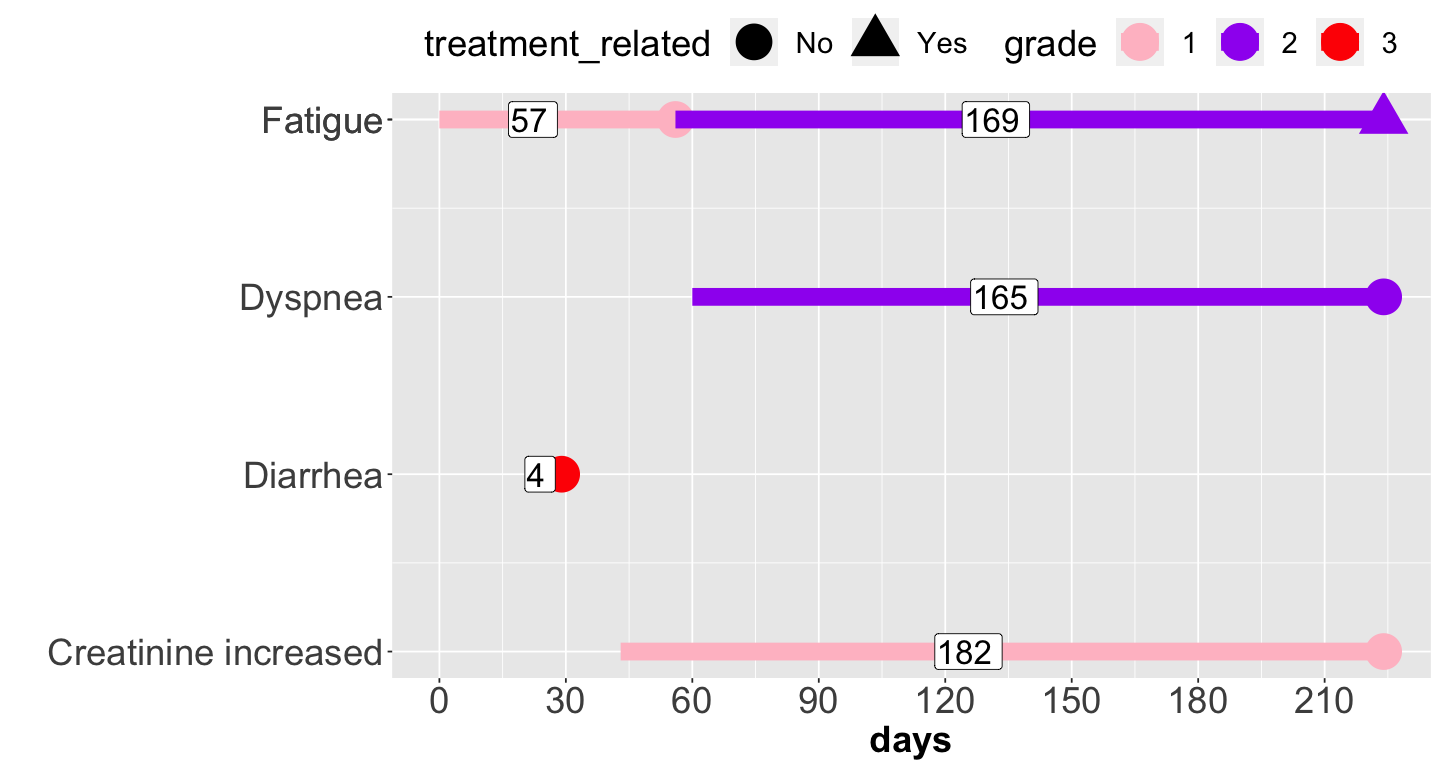 treatment_related No Yes grade 1 2 3
Fatigue 57 169
Dyspnea 165
Diarrhea 4
Creatinine increased 182
0 30 60 90 120 150 180 210
days